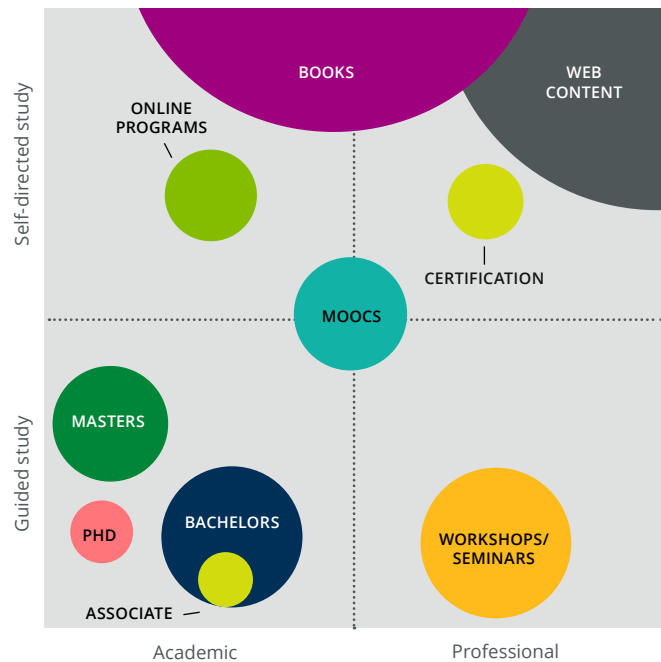 BOOKS
WEB
CONTENT
ONLINE
PROGRAMS
Self-directed study
CERTIFICATION
MOOCS
MASTERS
Guided study
BACHELORS
PHD
WORKSHOPS/
SEMINARS
ASSOCIATE
Academic
Professional